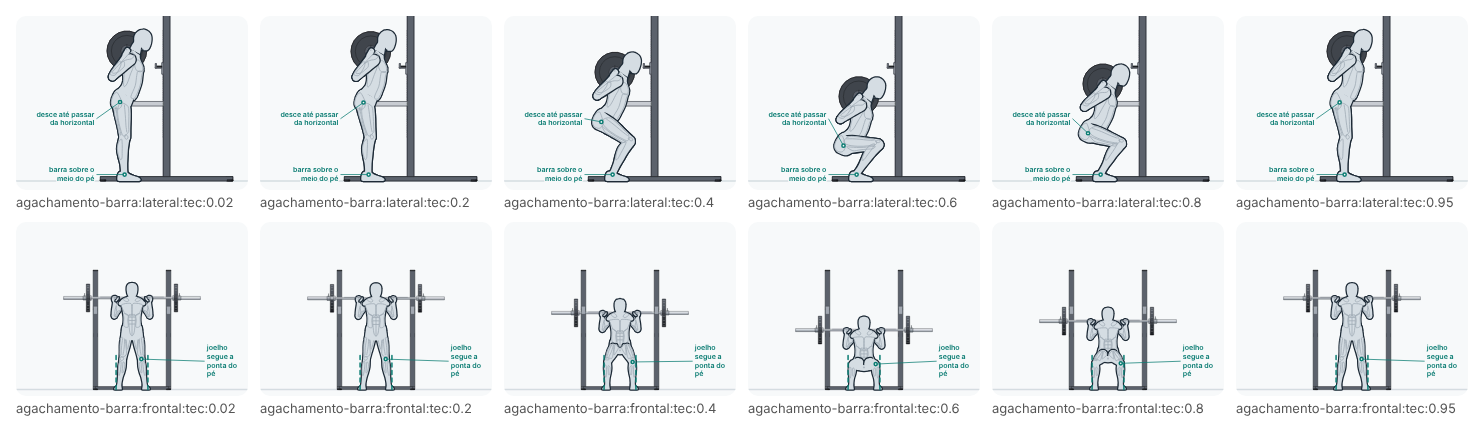 desce até passar
da horizontal
barra sobre o
meio do pé
agachamento-barra:lateral:tec:0.02
desce até passar
da horizontal
barra sobre o
meio do pé
agachamento-barra:lateral:tec:0.2
desce até passar
da horizontal
barra sobre o
meio do pé
agachamento-barra:lateral:tec:0.4
desce até passar
da horizontal
barra sobre o
meio do pé
agachamento-barra:lateral:tec:0.6
desce até passar
da horizontal
barra sobre o
meio do pé
agachamento-barra:lateral:tec:0.8
desce até passar
da horizontal
barra sobre o
meio do pé
agachamento-barra:lateral:tec:0.95
joelho
segue a
ponta do
pé
agachamento-barra:frontal:tec:0.02
joelho
segue a
ponta do
pé
agachamento-barra:frontal:tec:0.2
joelho
segue a
ponta do
pé
agachamento-barra:frontal:tec:0.4
joelho
segue a
ponta do
pé
agachamento-barra:frontal:tec:0.6
joelho
segue a
ponta do
pé
agachamento-barra:frontal:tec:0.8
joelho
segue a
ponta do
pé
agachamento-barra:frontal:tec:0.95